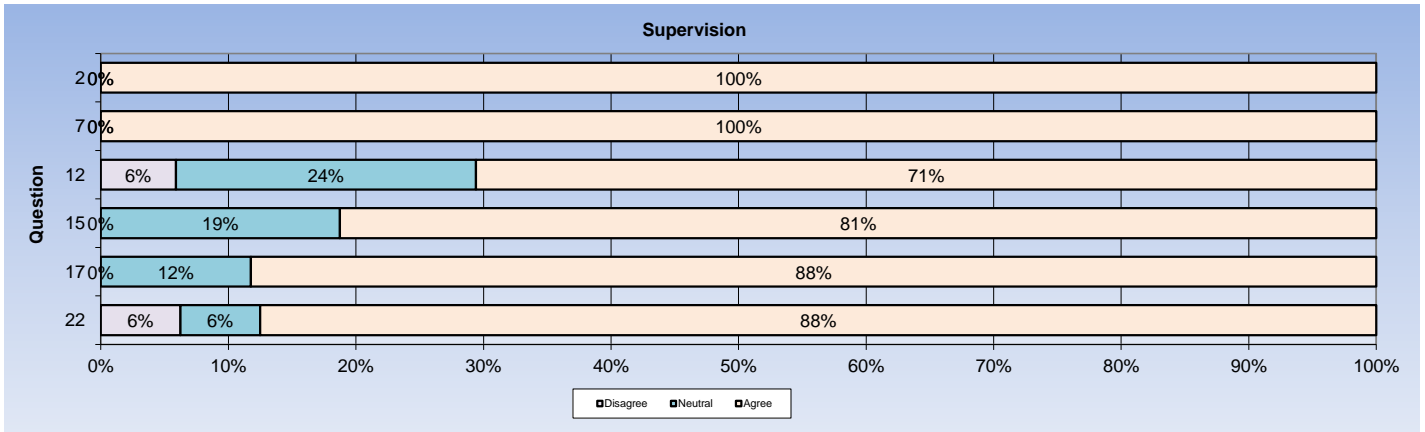 Supervision
Question
2 0% 100%
7 0% 100%
12 6% 24% 71%
15 0% 19% 81%
17 0% 12% 88%
22 6% 6% 88%
0% 10% 20% 30% 40% 50% 60% 70% 80% 90% 100%
Disagree Neutral Agree